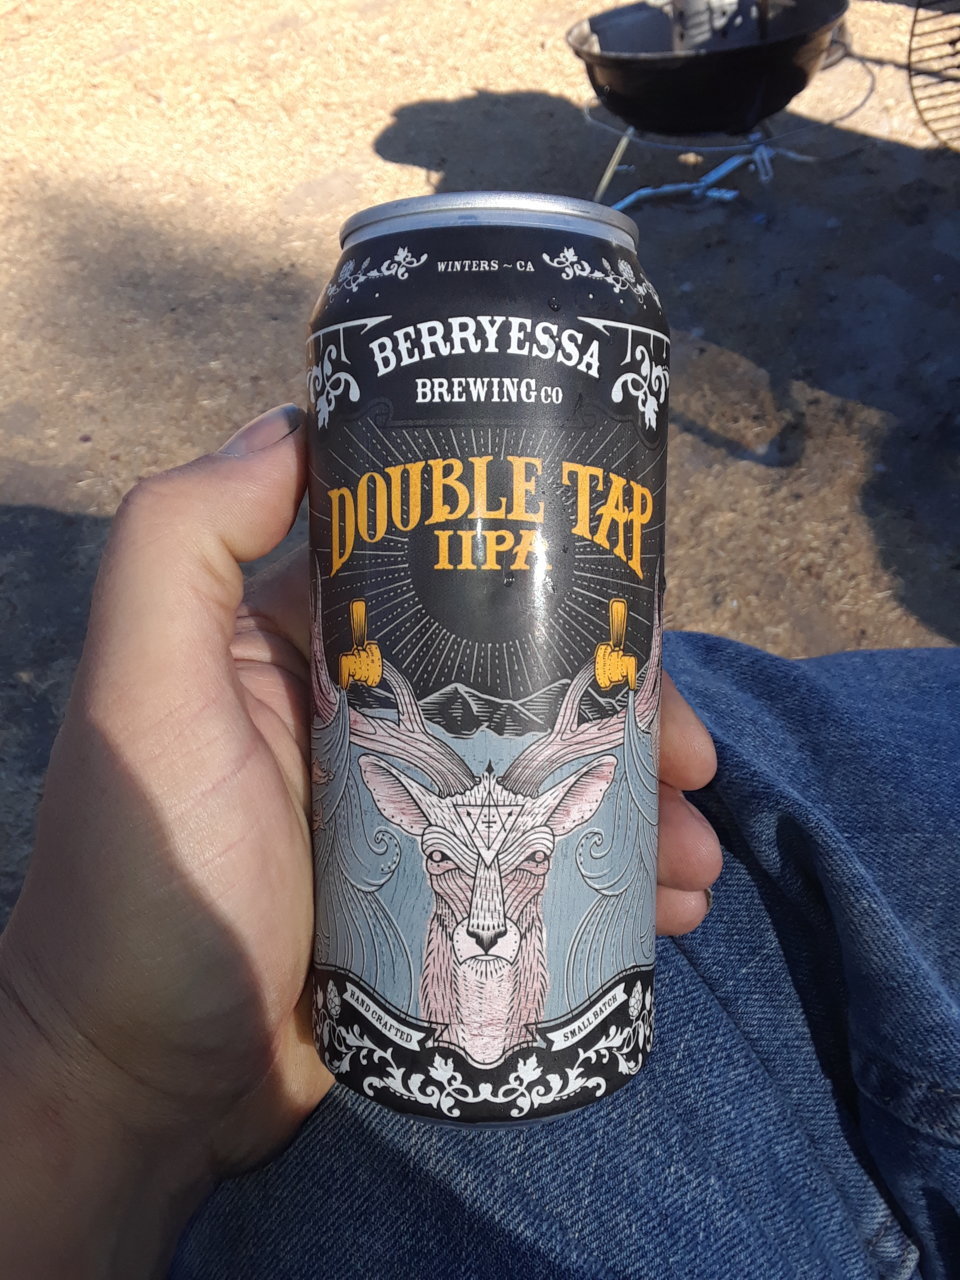 WINTERS ~ CA
BERRYESSA
BREWING CO
DOUBLE TAP
IIPA
HAND CRAFTED
SMALL BATCH